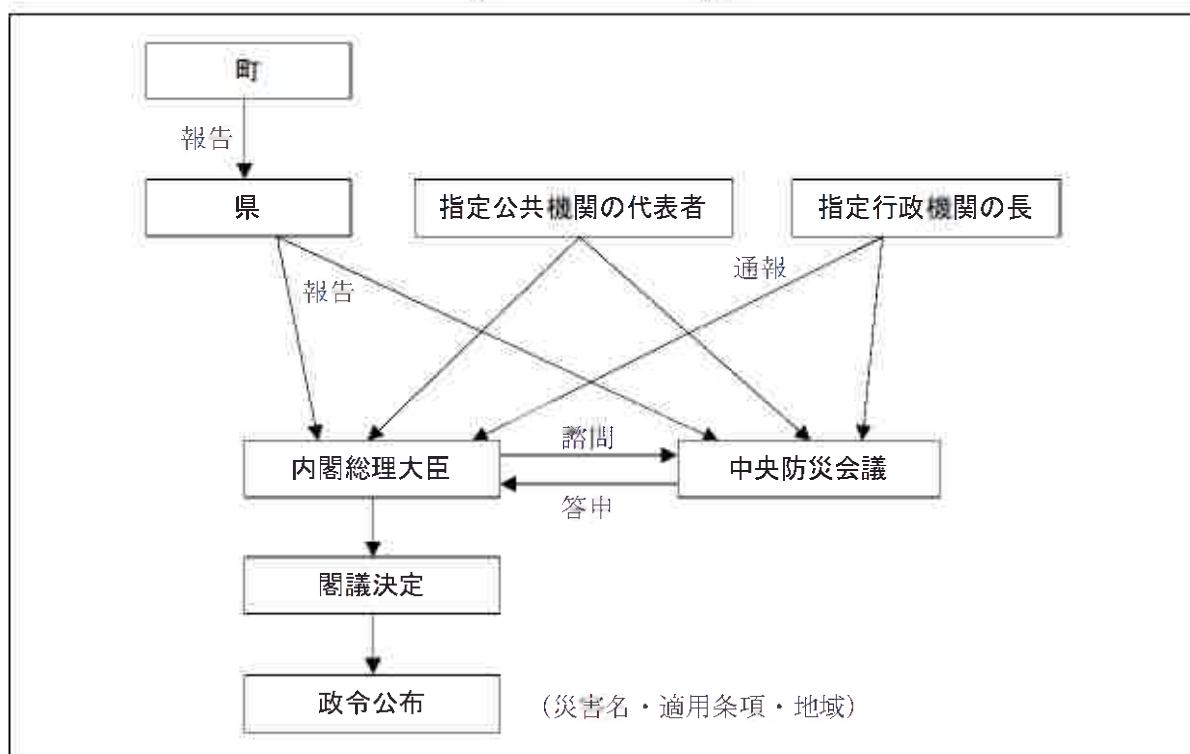 町
報告
県
指定公共機関の代表者
指定行政機関の長
通報
報告
諮問
内閣総理大臣
中央防災会議
答申
閣議決定
政令公布
（災害名・適用条項・地域）